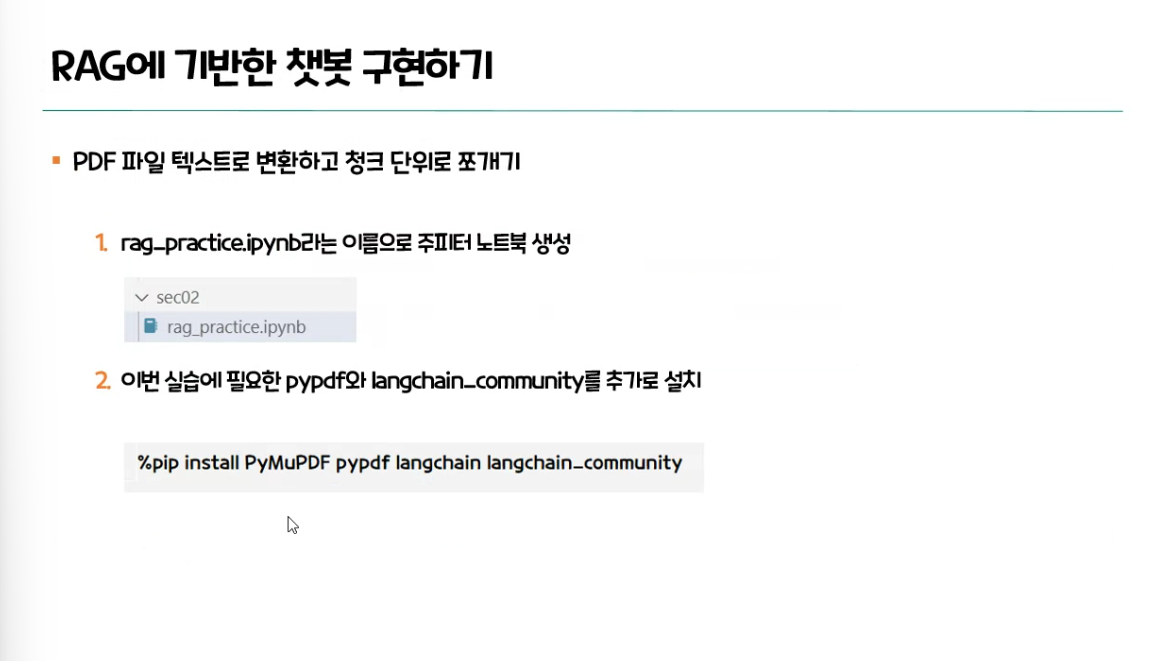 RAG에 기반한 챗봇 구현하기
▪ PDF 파일 텍스트로 변환하고 청크 단위로 쪼개기
1. rag_practice.ipynb라는 이름으로 주피터 노트북 생성
sec02
rag_practice.ipynb
2. 이번 실습에 필요한 pypdf와 langchain_community를 추가로 설치
%pip install PyMuPDF pypdf langchain langchain_community